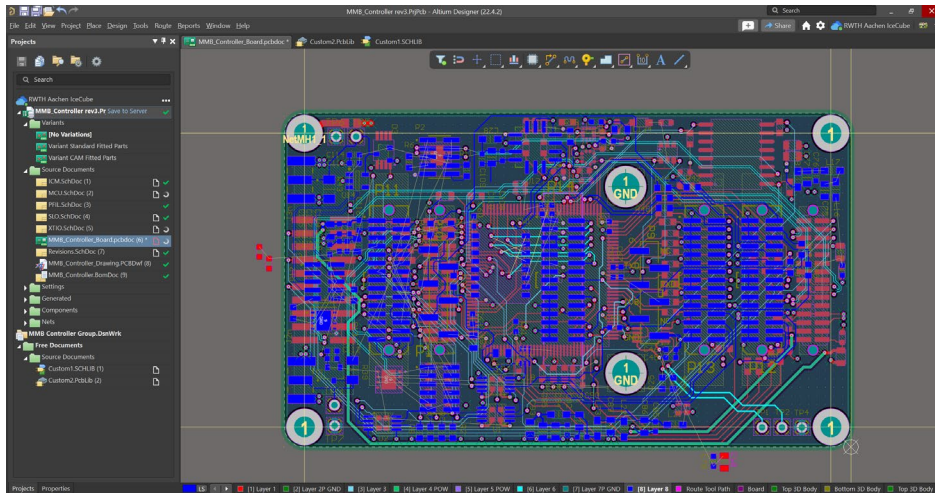 MMB_Controller rev3.PrjPcb - Altium Designer (22.4.2)
Search
File Edit View Project Place Design Tools Route Reports Window Help
Share
RWTH Aachen IceCube
Projects
MMB_Controller_Board.pcbdoc *
Custom2.PcbLib
Custom1.SCHLIB
Search
RWTH Aachen IceCube
MMB_Controller rev3.Pr Save to Server
Variants
[No Variations]
Variant Standard Fitted Parts
Variant CAM Fitted Parts
Source Documents
ICM.SchDoc (1)
MCU.SchDoc (2)
PFIL.SchDoc (3)
SLO.SchDoc (4)
XTIO.SchDoc (5)
MMB_Controller_Board.pcbdoc (6) *
Revisions.SchDoc (7)
MMB_Controller_Drawing.PCBDwf (8)
MMB_Controller.BomDoc (9)
Settings
Generated
Components
Nets
MMB Controller Group.DsnWrk
Free Documents
Source Documents
Custom1.SCHLIB (1)
Custom2.PcbLib (2)
1
NetMH1_1
1
1
GND
1
GND
1
1
TP4
Projects Properties
LS
[1] Layer 1
[2] Layer 2P GND
[3] Layer 3
[4] Layer 4 POW
[5] Layer 5 POW
[6] Layer 6
[7] Layer 7P GND
[8] Layer 8
Route Tool Path
Board
Top 3D Body
Bottom 3D Body
Top 3D